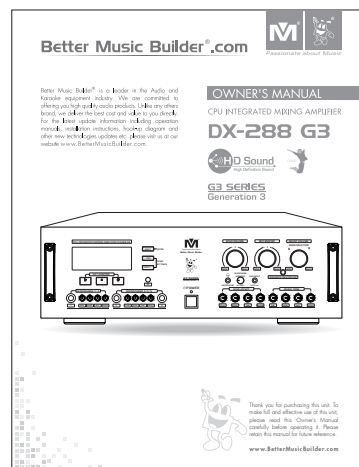 Better Music Builder®.com
M
Passionate about Music
Better Music Builder® is a leader in the Audio and
Karaoke equipment industry. We are committed to
offering you high quality audio products. Unlike any others
brand, we deliver the best cost and value to you directly.
For the latest update information including operation
manuals, installation instructions, hook-up diagram and
other new technologies updates etc. please visit us at our
website www.BetterMusicBuilder.com.
OWNER'S MANUAL
CPU INTEGRATED MIXING AMPLIFIER
DX-288 G3
HD Sound
High Definition Sound
G3 SERIES
Generation 3
M
POWER
Thank you for purchasing this unit. To
make full and effective use of this unit,
please read this Owner's Manual
carefully before operating it. Please
retain this manual for future reference.
www.BetterMusicBuilder.com